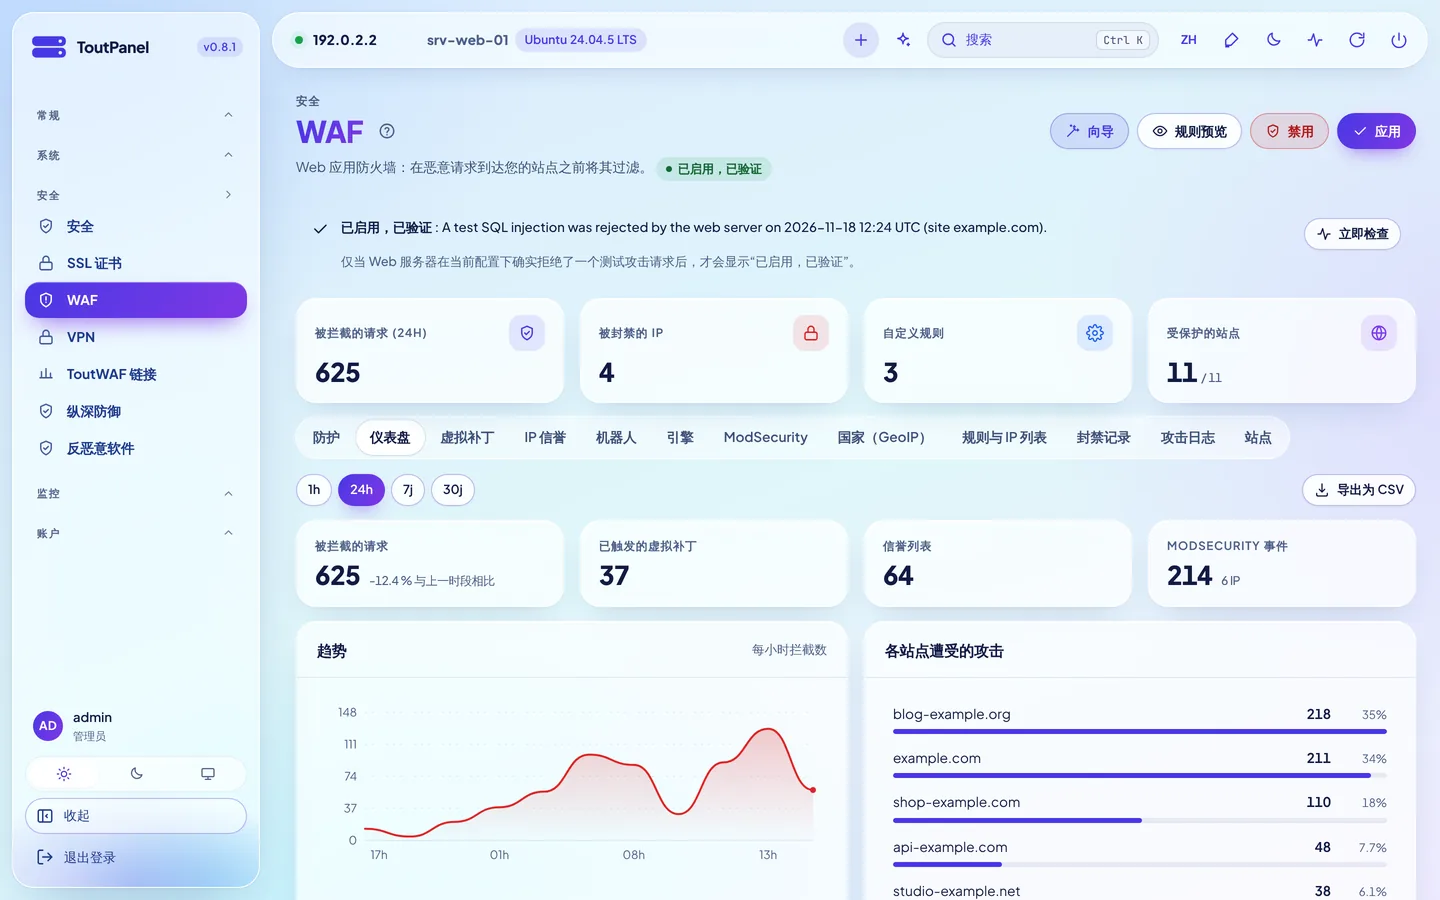 ToutPanel
v0.8.1
常规
系统
安全
安全
SSL 证书
WAF
VPN
ToutWAF 链接
纵深防御
反恶意软件
监控
账户
AD
admin
管理员
收起
退出登录
192.0.2.2
srv-web-01
Ubuntu 24.04.5 LTS
搜索
Ctrl K
ZH
安全
WAF
Web 应用防火墙：在恶意请求到达您的站点之前将其过滤。
已启用，已验证
向导
规则预览
禁用
应用
已启用，已验证 : A test SQL injection was rejected by the web server on 2026-11-18 12:24 UTC (site example.com).
仅当 Web 服务器在当前配置下确实拒绝了一个测试攻击请求后，才会显示“已启用，已验证”。
立即检查
被拦截的请求 (24H)
625
被封禁的 IP
4
自定义规则
3
受保护的站点
11 / 11
防护
仪表盘
虚拟补丁
IP 信誉
机器人
引擎
ModSecurity
国家（GeoIP）
规则与 IP 列表
封禁记录
攻击日志
站点
1h
24h
7j
30j
导出为 CSV
被拦截的请求
625 -12.4 % 与上一时段相比
已触发的虚拟补丁
37
信誉列表
64
MODSECURITY 事件
214 6 IP
趋势
每小时拦截数
148
111
74
37
0
17h
01h
08h
13h
各站点遭受的攻击
blog-example.org 218 35%
example.com 211 34%
shop-example.com 110 18%
api-example.com 48 7.7%
studio-example.net 38 6.1%